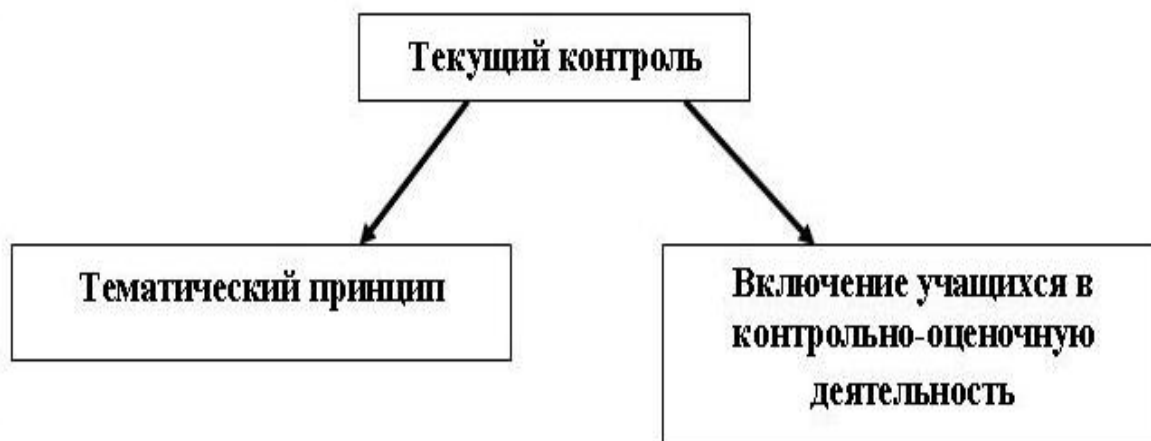 Текущий контроль
Тематический принцип
Включение учащихся в
контрольно-оценочную
деятельность